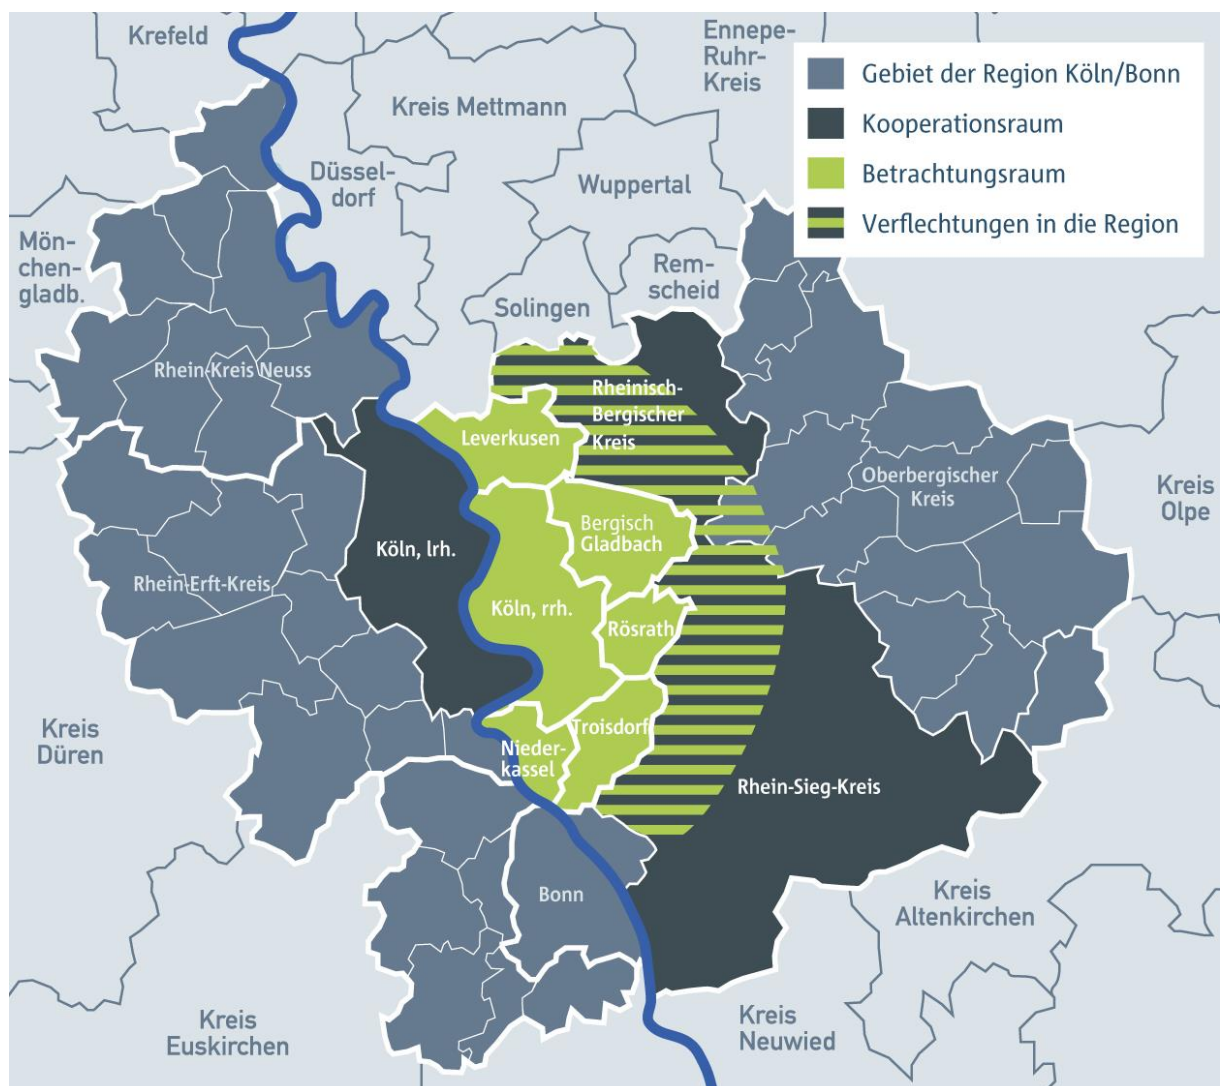 Krefeld
Ennepe-
Ruhr-
Kreis
Kreis Mettmann
Düssel-
dorf
Wuppertal
Mön-
chen-
gladb.
Rem-
scheid
Solingen
Gebiet der Region Köln/Bonn
Kooperationsraum
Betrachtungsraum
Verflechtungen in die Region
Rhein-Kreis Neuss
Rheinisch-
Bergischer
Kreis
Leverkusen
Oberbergischer
Kreis
Kreis
Olpe
Bergisch
Gladbach
Köln, lrh.
Rhein-Erft-Kreis
Köln, rrh.
Rösrath
Kreis
Düren
Troisdorf
Nieder-
kassel
Rhein-Sieg-Kreis
Bonn
Kreis
Altenkirchen
Kreis
Euskirchen
Kreis
Neuwied